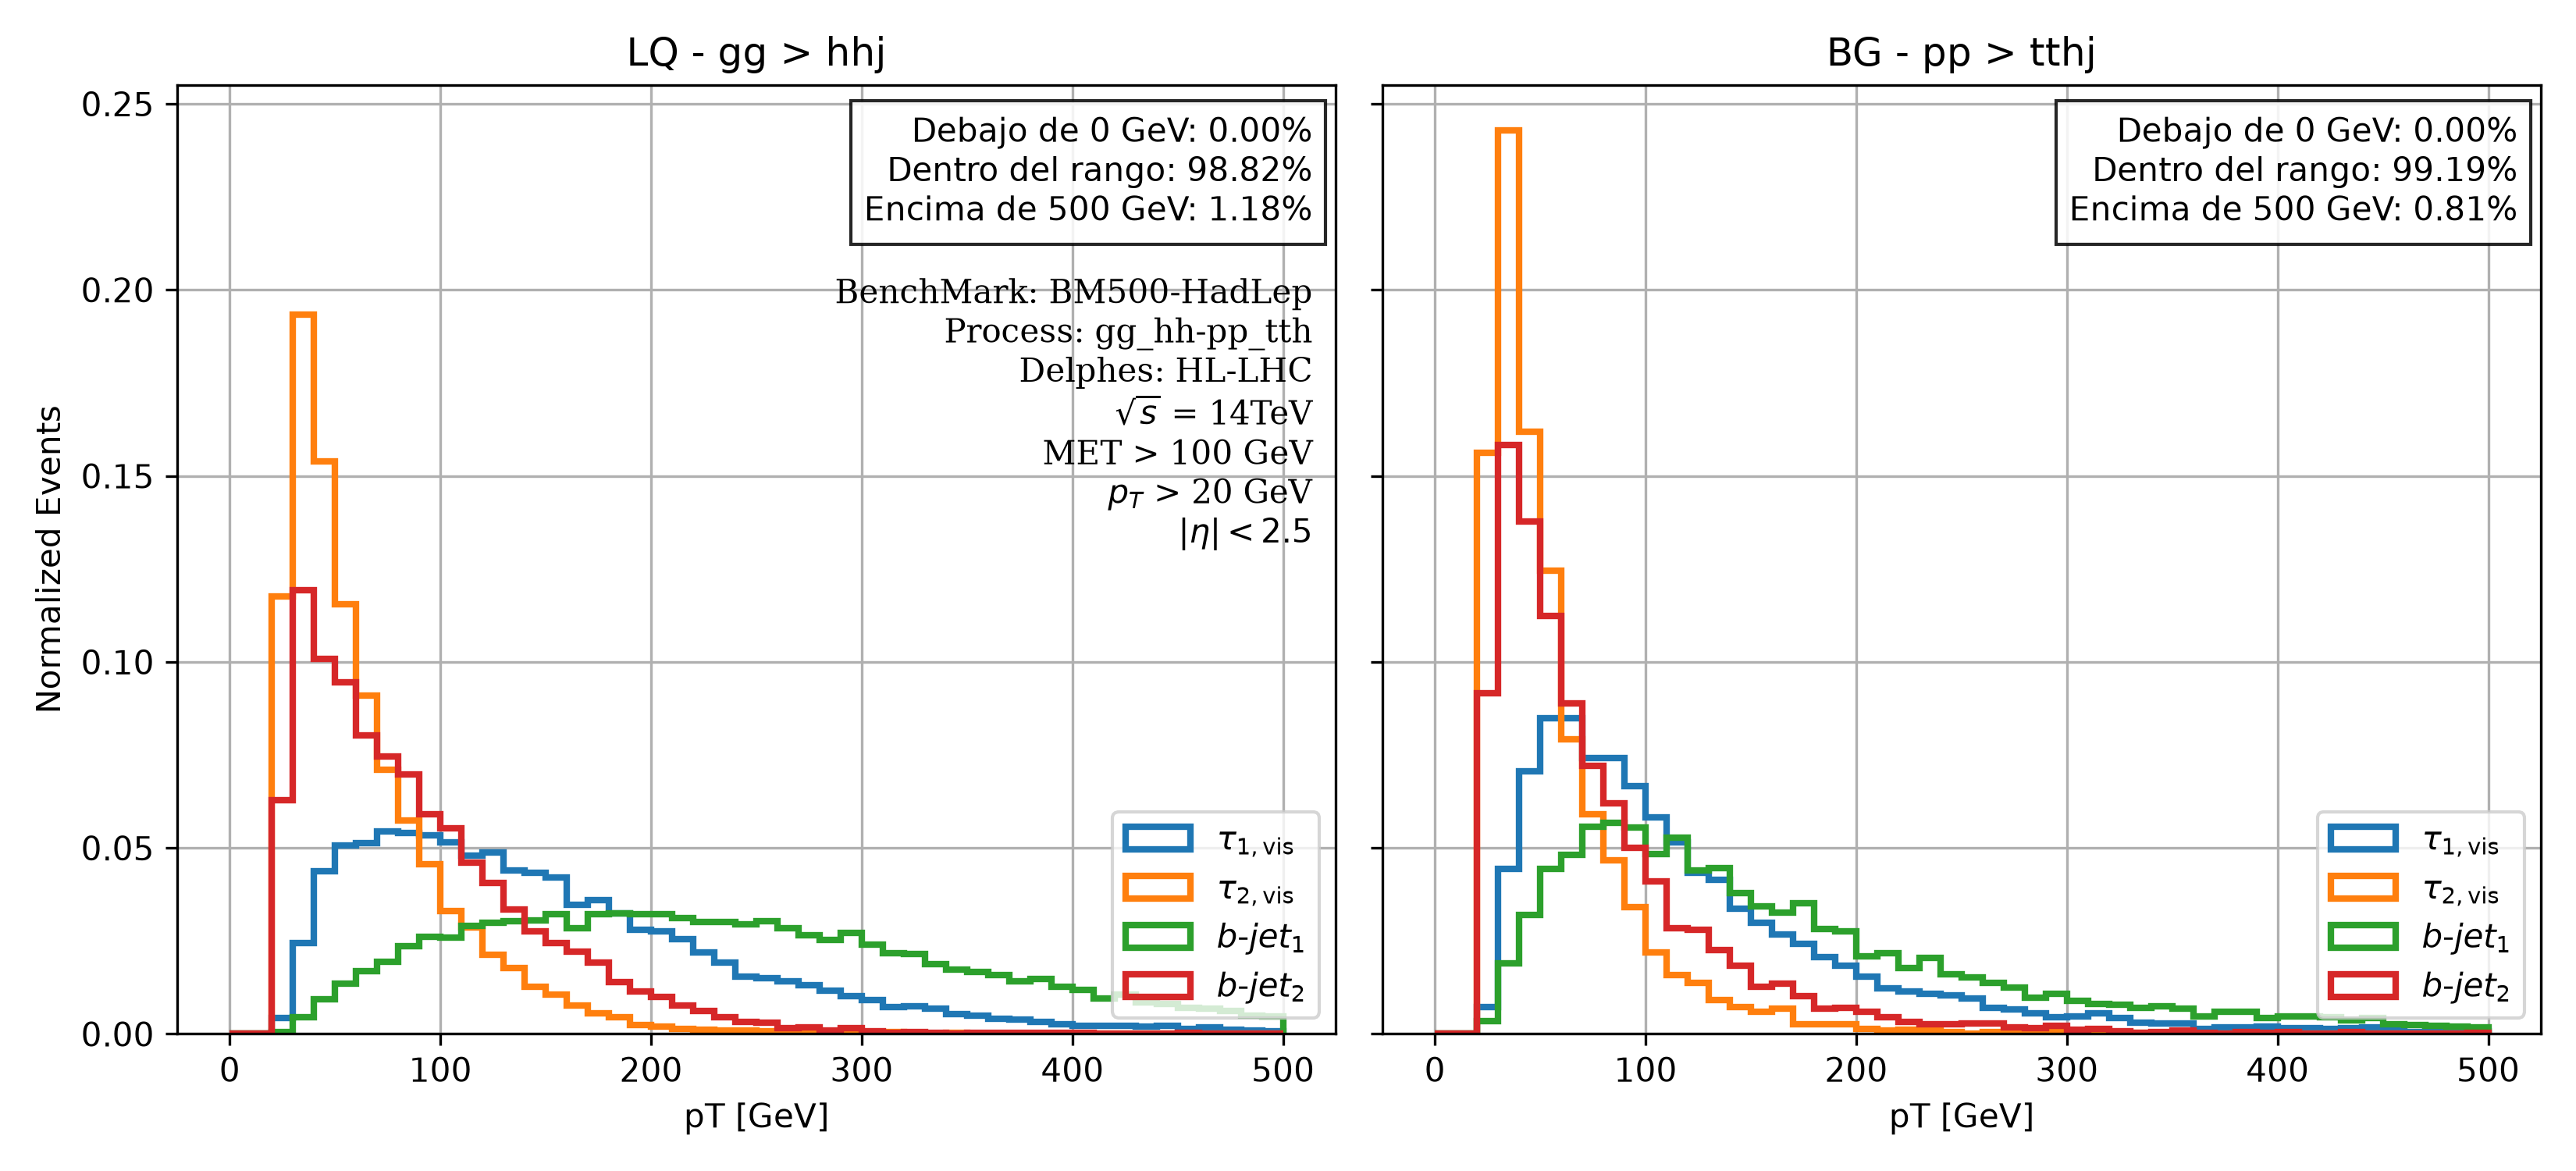 LQ - gg > hhj
Debajo de 0 GeV: 0.00%
Dentro del rango: 98.82%
Encima de 500 GeV: 1.18%
BenchMark: BM500-HadLep
Process: gg_hh-pp_tth
Delphes: HL-LHC
√s = 14TeV
MET > 100 GeV
p_T > 20 GeV
|η| < 2.5
Normalized Events
0.25
0.20
0.15
0.10
0.05
0.00
0 100 200 300 400 500
pT [GeV]
τ1, vis
τ2, vis
b-jet1
b-jet2
BG - pp > tthj
Debajo de 0 GeV: 0.00%
Dentro del rango: 99.19%
Encima de 500 GeV: 0.81%
τ1, vis
τ2, vis
b-jet1
b-jet2
0 100 200 300 400 500
pT [GeV]